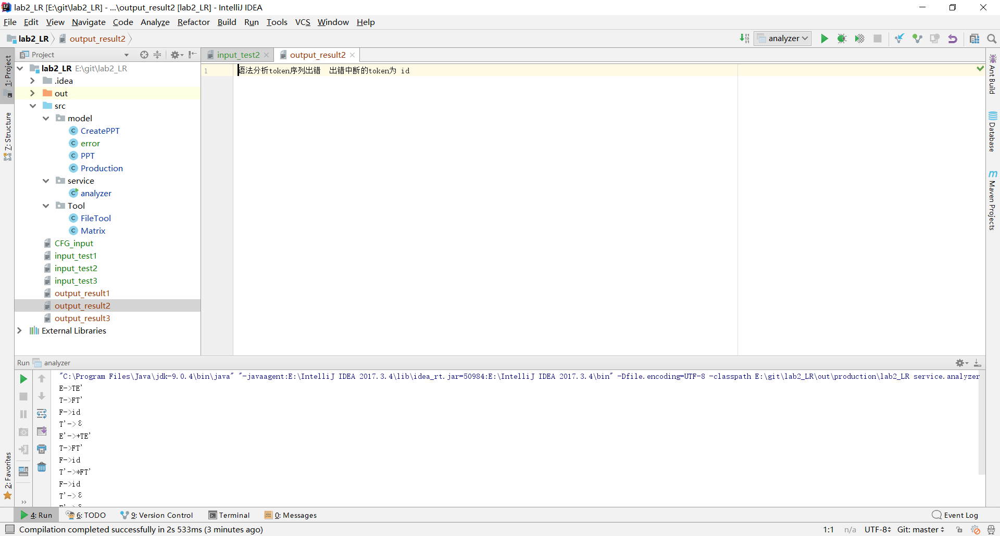 lab2_LR [E:\git\lab2_LR] - ...\output_result2 [lab2_LR] - IntelliJ IDEA
File Edit View Navigate Code Analyze Refactor Build Run Tools VCS Window Help
lab2_LR output_result2 analyzer
Project
input_test2 output_result2
lab2_LR E:\git\lab2_LR
.idea
out
src
model
CreatePPT
error
PPT
Production
service
analyzer
Tool
FileTool
Matrix
CFG_input
input_test1
input_test2
input_test3
output_result1
output_result2
output_result3
External Libraries
1 语法分析token序列出错 出错中断的token为 id
1: Project
7: Structure
2: Favorites
Ant Build
Database
Maven Projects
Run analyzer
"C:\Program Files\Java\jdk-9.0.4\bin\java" "-javaagent:E:\IntelliJ IDEA 2017.3.4\lib\idea_rt.jar=50984:E:\IntelliJ IDEA 2017.3.4\bin" -Dfile.encoding=UTF-8 -classpath E:\git\lab2_LR\out\production\lab2_LR service.analyzer
E->TE'
T->FT'
F->id
T'->ε
E'->+TE'
T->FT'
F->id
T'->*FT'
F->id
T'->ε
4: Run 6: TODO 9: Version Control Terminal 0: Messages Event Log
Compilation completed successfully in 2s 533ms (3 minutes ago) 1:1 n/a UTF-8 Git: master